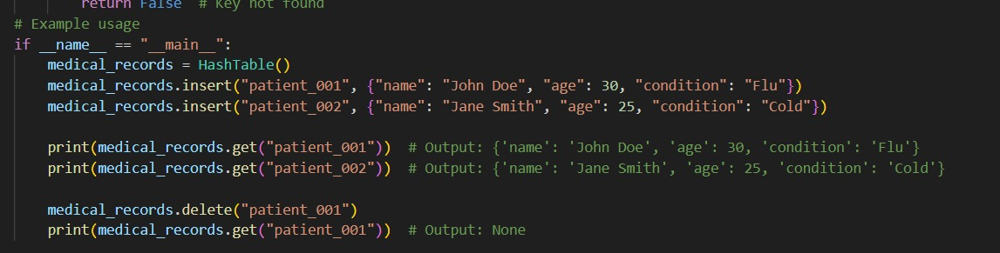 return False  # Key not found
# Example usage
if __name__ == "__main__":
    medical_records = HashTable()
    medical_records.insert("patient_001", {"name": "John Doe", "age": 30, "condition": "Flu"})
    medical_records.insert("patient_002", {"name": "Jane Smith", "age": 25, "condition": "Cold"})
    print(medical_records.get("patient_001"))  # Output: {'name': 'John Doe', 'age': 30, 'condition': 'Flu'}
    print(medical_records.get("patient_002"))  # Output: {'name': 'Jane Smith', 'age': 25, 'condition': 'Cold'}
    medical_records.delete("patient_001")
    print(medical_records.get("patient_001"))  # Output: None